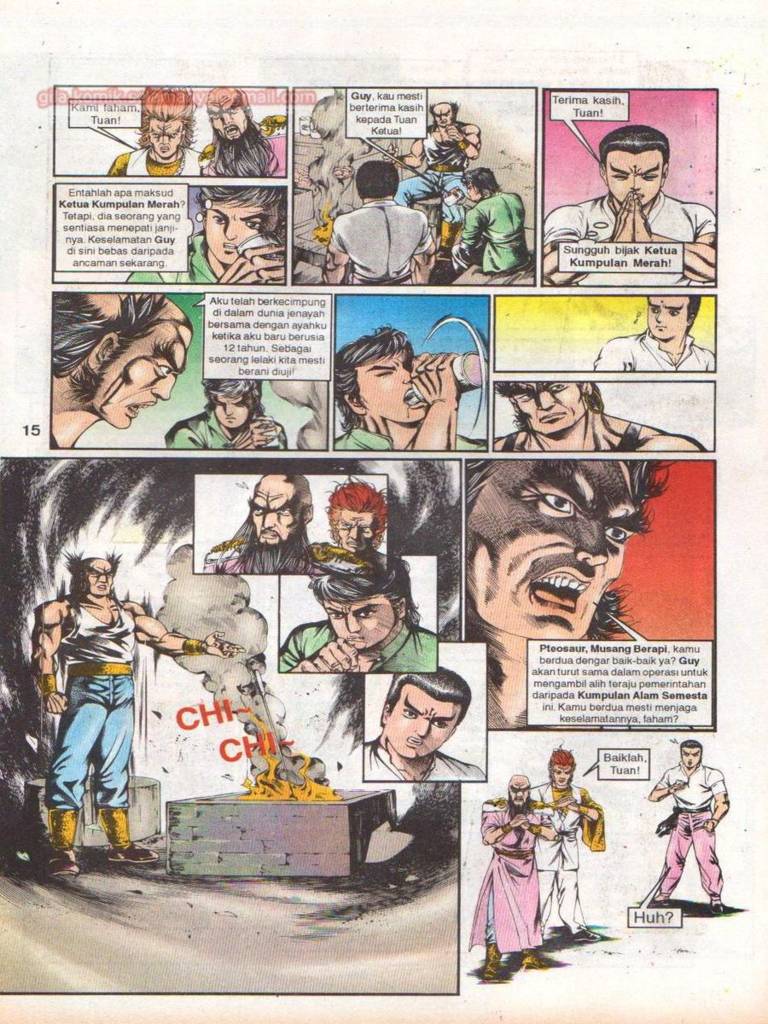 Kami faham,
Tuan!
Guy, kau mesti
berterima kasih
kepada Tuan
Ketua!
Terima kasih,
Tuan!
Entahlah apa maksud
Ketua Kumpulan Merah?
Tetapi, dia seorang yang
sentiasa menepati janji-
nya. Keselamatan Guy
di sini bebas daripada
ancaman sekarang.
Sungguh bijak Ketua
Kumpulan Merah!
Aku telah berkecimpung
di dalam dunia jenayah
bersama dengan ayahku
ketika aku baru berusia
12 tahun. Sebagai
seorang lelaki kita mesti
berani diuji!
15
CHI~
CHI~
Pteosaur, Musang Berapi, kamu
berdua dengar baik-baik ya? Guy
akan turut sama dalam operasi untuk
mengambil alih teraju pemerintahan
daripada Kumpulan Alam Semesta
ini. Kamu berdua mesti menjaga
keselamatannya, faham?
Baiklah,
Tuan!
Huh?